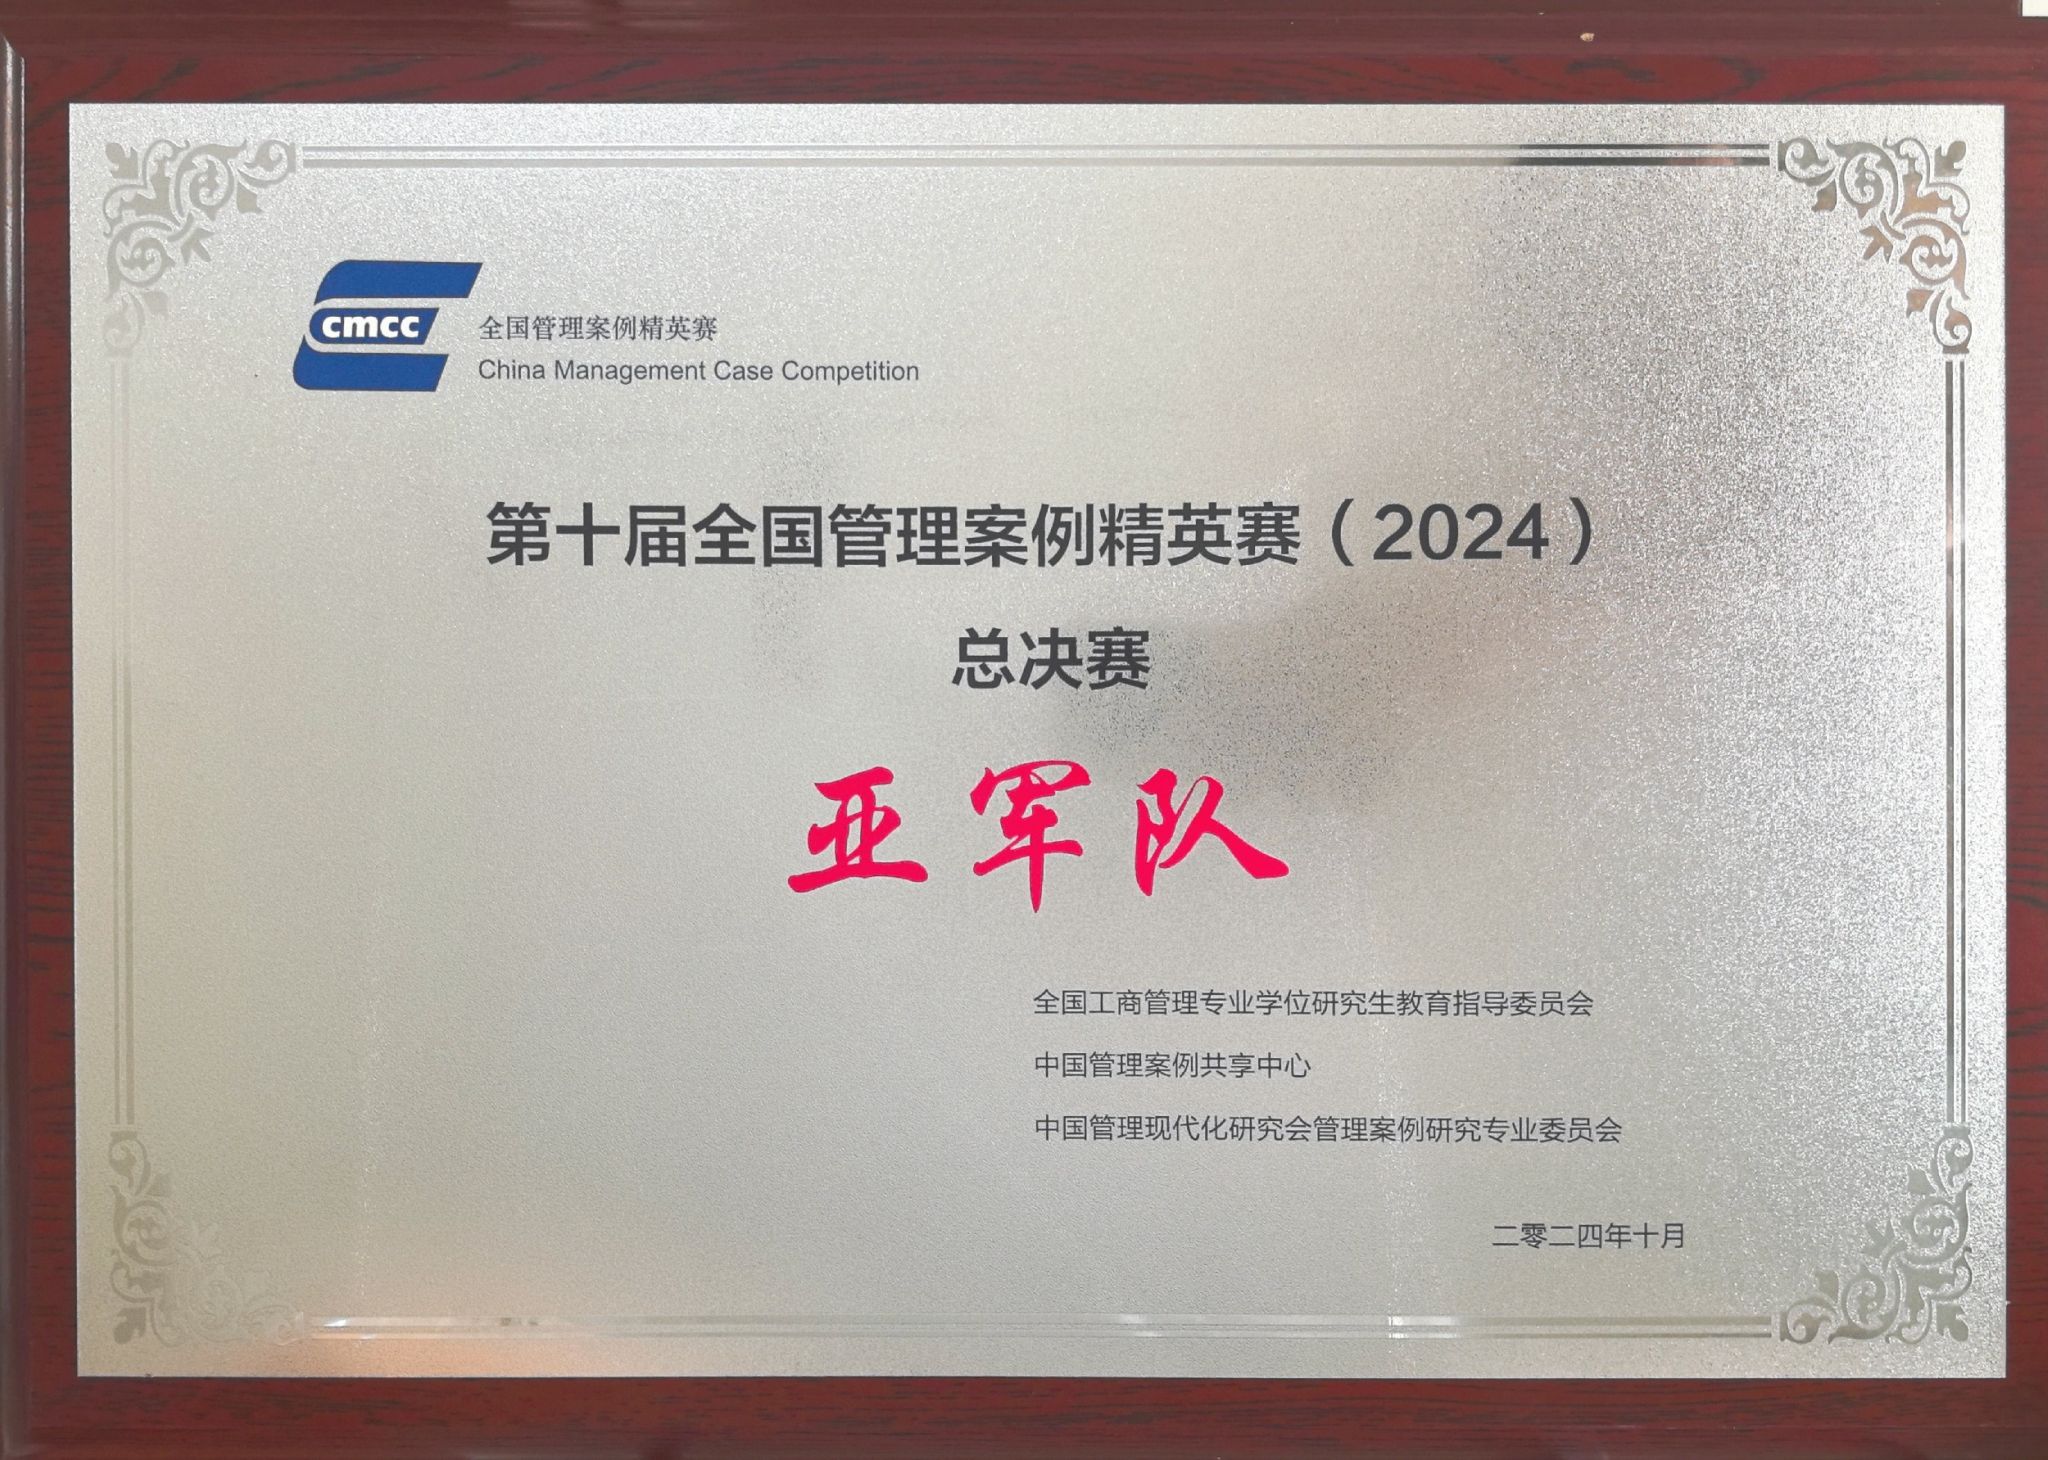 cmcc
全国管理案例精英赛
China Management Case Competition
第十届全国管理案例精英赛（2024）
总决赛
亚军队
全国工商管理专业学位研究生教育指导委员会
中国管理案例共享中心
中国管理现代化研究会管理案例研究专业委员会
二零二四年十月